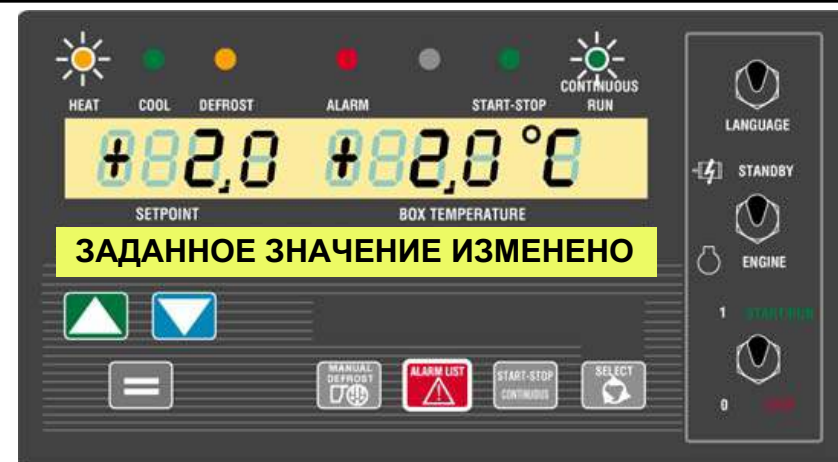 HEAT COOL DEFROST ALARM START-STOP CONTINUOUS RUN
+ 2,0 + 2,0 °C
SETPOINT BOX TEMPERATURE
ЗАДАННОЕ ЗНАЧЕНИЕ ИЗМЕНЕНО
MANUAL DEFROST
ALARM LIST
START-STOP
CONTINUOUS
SELECT
LANGUAGE
STANDBY
ENGINE
1 START/RUN
0